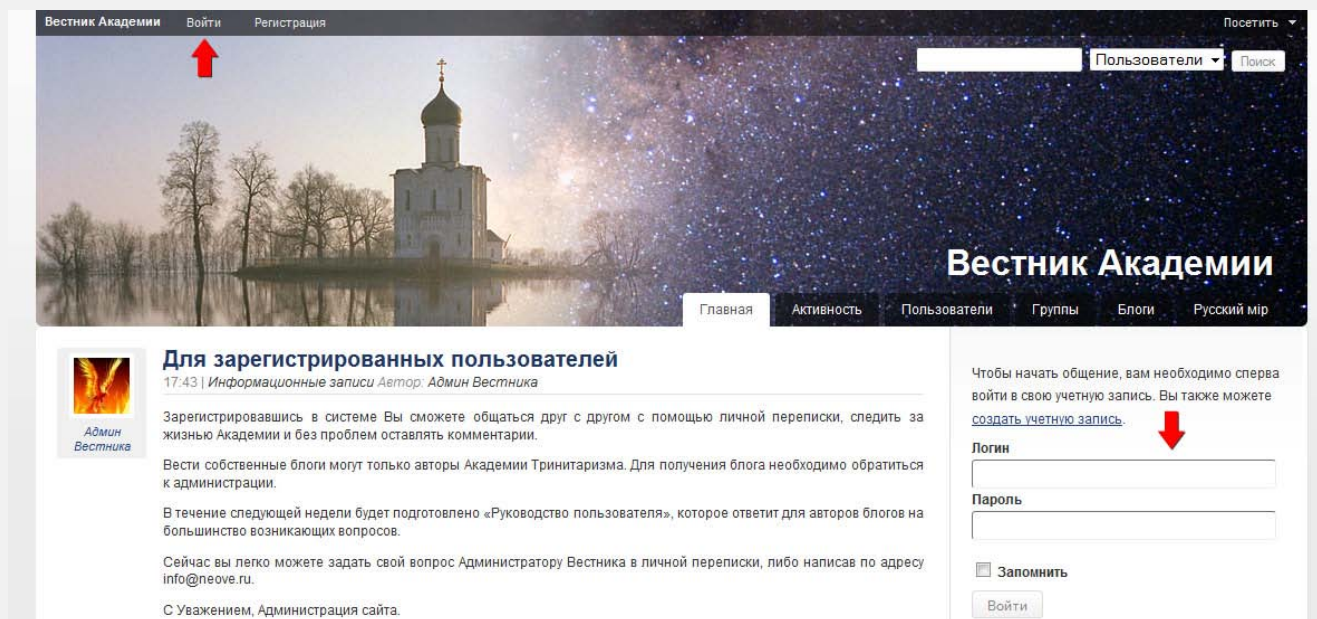 Вестник Академии Войти Регистрация Посетить
Пользователи Поиск
Вестник Академии
Главная Активность Пользователи Группы Блоги Русский мiр
Админ
Вестника
Для зарегистрированных пользователей
17:43 | Информационные записи Автор: Админ Вестника
Зарегистрировавшись в системе Вы сможете общаться друг с другом с помощью личной переписки, следить за
жизнью Академии и без проблем оставлять комментарии.
Вести собственные блоги могут только авторы Академии Тринитаризма. Для получения блога необходимо обратиться
к администрации.
В течение следующей недели будет подготовлено «Руководство пользователя», которое ответит для авторов блогов на
большинство возникающих вопросов.
Сейчас вы легко можете задать свой вопрос Администратору Вестника в личной переписки, либо написав по адресу
info@neove.ru.
С Уважением, Администрация сайта.
Чтобы начать общение, вам необходимо сперва
войти в свою учетную запись. Вы также можете
создать учетную запись.
Логин
Пароль
Запомнить
Войти